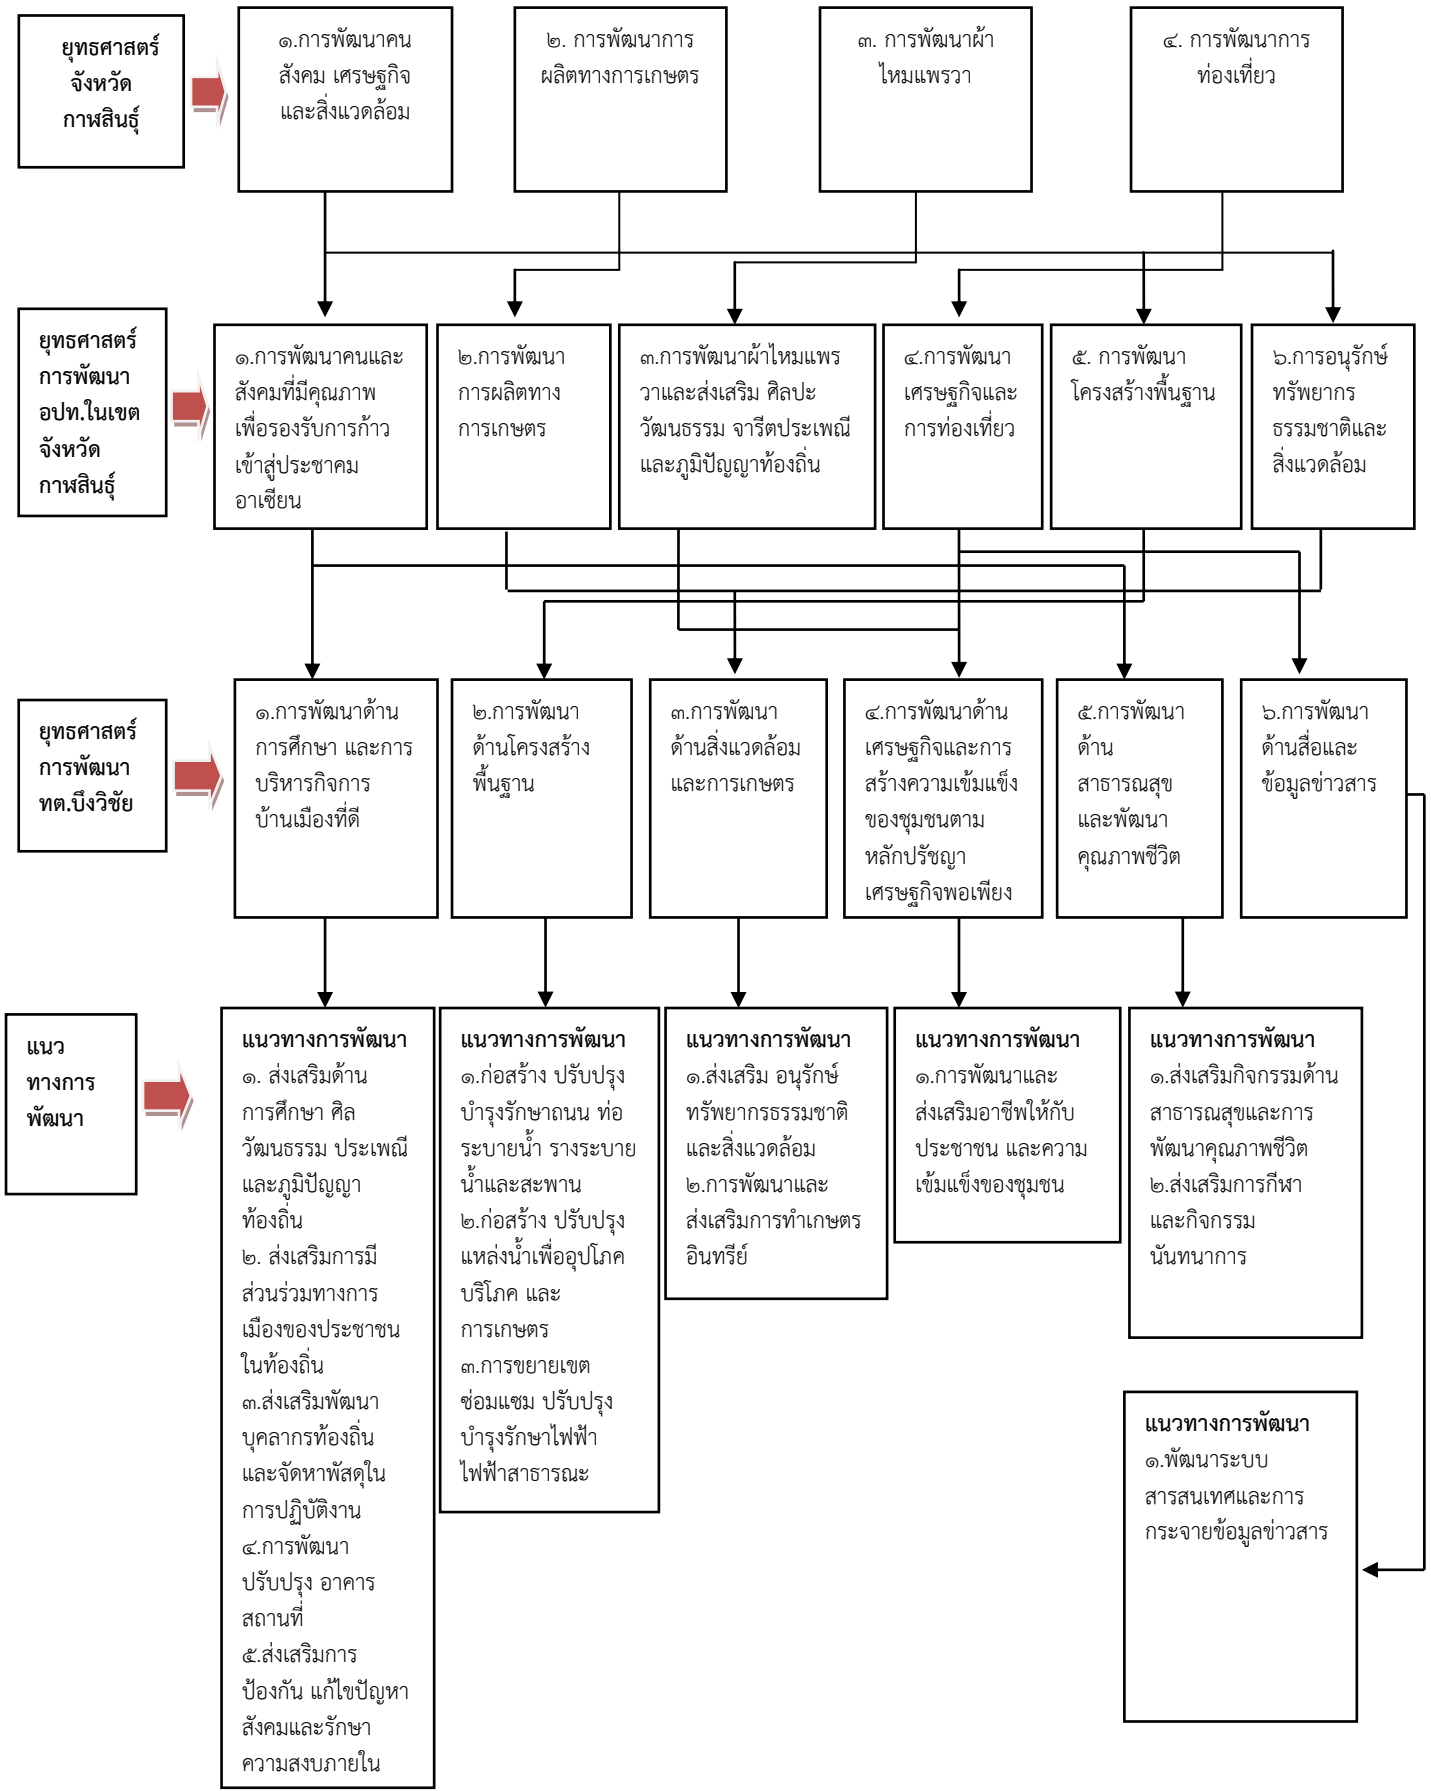 ยุทธศาสตร์
จังหวัด
กาฬสินธุ์
๑.การพัฒนาคน
สังคม เศรษฐกิจ
และสิ่งแวดล้อม
๒. การพัฒนาการ
ผลิตทางการเกษตร
๓. การพัฒนาผ้า
ไหมแพรวา
๔. การพัฒนาการ
ท่องเที่ยว
ยุทธศาสตร์
การพัฒนา
อปท.ในเขต
จังหวัด
กาฬสินธุ์
๑.การพัฒนาคนและ
สังคมที่มีคุณภาพ
เพื่อรองรับการก้าว
เข้าสู่ประชาคม
อาเซียน
๒.การพัฒนา
การผลิตทาง
การเกษตร
๓.การพัฒนาผ้าไหมแพร
วาและส่งเสริม ศิลปะ
วัฒนธรรม จารีตประเพณี
และภูมิปัญญาท้องถิ่น
๔.การพัฒนา
เศรษฐกิจและ
การท่องเที่ยว
๕. การพัฒนา
โครงสร้างพื้นฐาน
๖.การอนุรักษ์
ทรัพยากร
ธรรมชาติและ
สิ่งแวดล้อม
ยุทธศาสตร์
การพัฒนา
ทต.บึงวิชัย
๑.การพัฒนาด้าน
การศึกษา และการ
บริหารกิจการ
บ้านเมืองที่ดี
๒.การพัฒนา
ด้านโครงสร้าง
พื้นฐาน
๓.การพัฒนา
ด้านสิ่งแวดล้อม
และการเกษตร
๔.การพัฒนาด้าน
เศรษฐกิจและการ
สร้างความเข้มแข็ง
ของชุมชนตาม
หลักปรัชญา
เศรษฐกิจพอเพียง
๕.การพัฒนา
ด้าน
สาธารณสุข
และพัฒนา
คุณภาพชีวิต
๖.การพัฒนา
ด้านสื่อและ
ข้อมูลข่าวสาร
แนว
ทางการ
พัฒนา
แนวทางการพัฒนา
๑. ส่งเสริมด้าน
การศึกษา ศิล
วัฒนธรรม ประเพณี
และภูมิปัญญา
ท้องถิ่น
๒. ส่งเสริมการมี
ส่วนร่วมทางการ
เมืองของประชาชน
ในท้องถิ่น
๓.ส่งเสริมพัฒนา
บุคลากรท้องถิ่น
และจัดหาพัสดุใน
การปฏิบัติงาน
๔.การพัฒนา
ปรับปรุง อาคาร
สถานที่
๕.ส่งเสริมการ
ป้องกัน แก้ไขปัญหา
สังคมและรักษา
ความสงบภายใน
แนวทางการพัฒนา
๑.ก่อสร้าง ปรับปรุง
บำรุงรักษาถนน ท่อ
ระบายน้ำ รางระบาย
น้ำและสะพาน
๒.ก่อสร้าง ปรับปรุง
แหล่งน้ำเพื่ออุปโภค
บริโภค และ
การเกษตร
๓.การขยายเขต
ซ่อมแซม ปรับปรุง
บำรุงรักษาไฟฟ้า
ไฟฟ้าสาธารณะ
แนวทางการพัฒนา
๑.ส่งเสริม อนุรักษ์
ทรัพยากรธรรมชาติ
และสิ่งแวดล้อม
๒.การพัฒนาและ
ส่งเสริมการทำเกษตร
อินทรีย์
แนวทางการพัฒนา
๑.การพัฒนาและ
ส่งเสริมอาชีพให้กับ
ประชาชน และความ
เข้มแข็งของชุมชน
แนวทางการพัฒนา
๑.ส่งเสริมกิจกรรมด้าน
สาธารณสุขและการ
พัฒนาคุณภาพชีวิต
๒.ส่งเสริมการกีฬา
และกิจกรรม
นันทนาการ
แนวทางการพัฒนา
๑.พัฒนาระบบ
สารสนเทศและการ
กระจายข้อมูลข่าวสาร